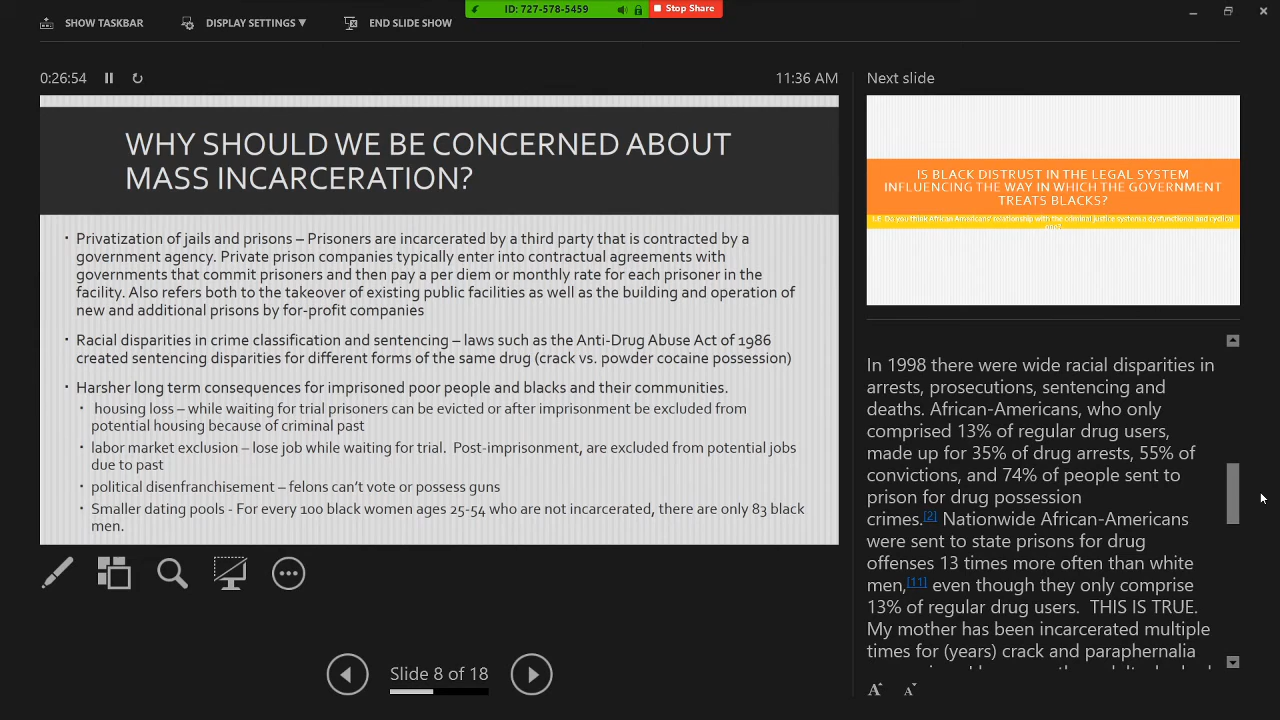 SHOW TASKBAR
DISPLAY SETTINGS ▼
END SLIDE SHOW
ID: 727-578-5459
Stop Share
0:26:54
11:36 AM
WHY SHOULD WE BE CONCERNED ABOUT
MASS INCARCERATION?
• Privatization of jails and prisons – Prisoners are incarcerated by a third party that is contracted by a
government agency. Private prison companies typically enter into contractual agreements with
governments that commit prisoners and then pay a per diem or monthly rate for each prisoner in the
facility. Also refers both to the takeover of existing public facilities as well as the building and operation of
new and additional prisons by for-profit companies
• Racial disparities in crime classification and sentencing – laws such as the Anti-Drug Abuse Act of 1986
created sentencing disparities for different forms of the same drug (crack vs. powder cocaine possession)
• Harsher long term consequences for imprisoned poor people and blacks and their communities.
• housing loss – while waiting for trial prisoners can be evicted or after imprisonment be excluded from
potential housing because of criminal past
• labor market exclusion – lose job while waiting for trial. Post-imprisonment, are excluded from potential jobs
due to past
• political disenfranchisement – felons can't vote or possess guns
• Smaller dating pools - For every 100 black women ages 25-54 who are not incarcerated, there are only 83 black
men.
Slide 8 of 18
Next slide
IS BLACK DISTRUST IN THE LEGAL SYSTEM
INFLUENCING THE WAY IN WHICH THE GOVERNMENT
TREATS BLACKS?
Do you think African Americans' relationship with the criminal justice system is dysfunctional and cyclical
In 1998 there were wide racial disparities in
arrests, prosecutions, sentencing and
deaths. African-Americans, who only
comprised 13% of regular drug users,
made up for 35% of drug arrests, 55% of
convictions, and 74% of people sent to
prison for drug possession
crimes.[2] Nationwide African-Americans
were sent to state prisons for drug
offenses 13 times more often than white
men,[11] even though they only comprise
13% of regular drug users. THIS IS TRUE.
My mother has been incarcerated multiple
times for (years) crack and paraphernalia
A A